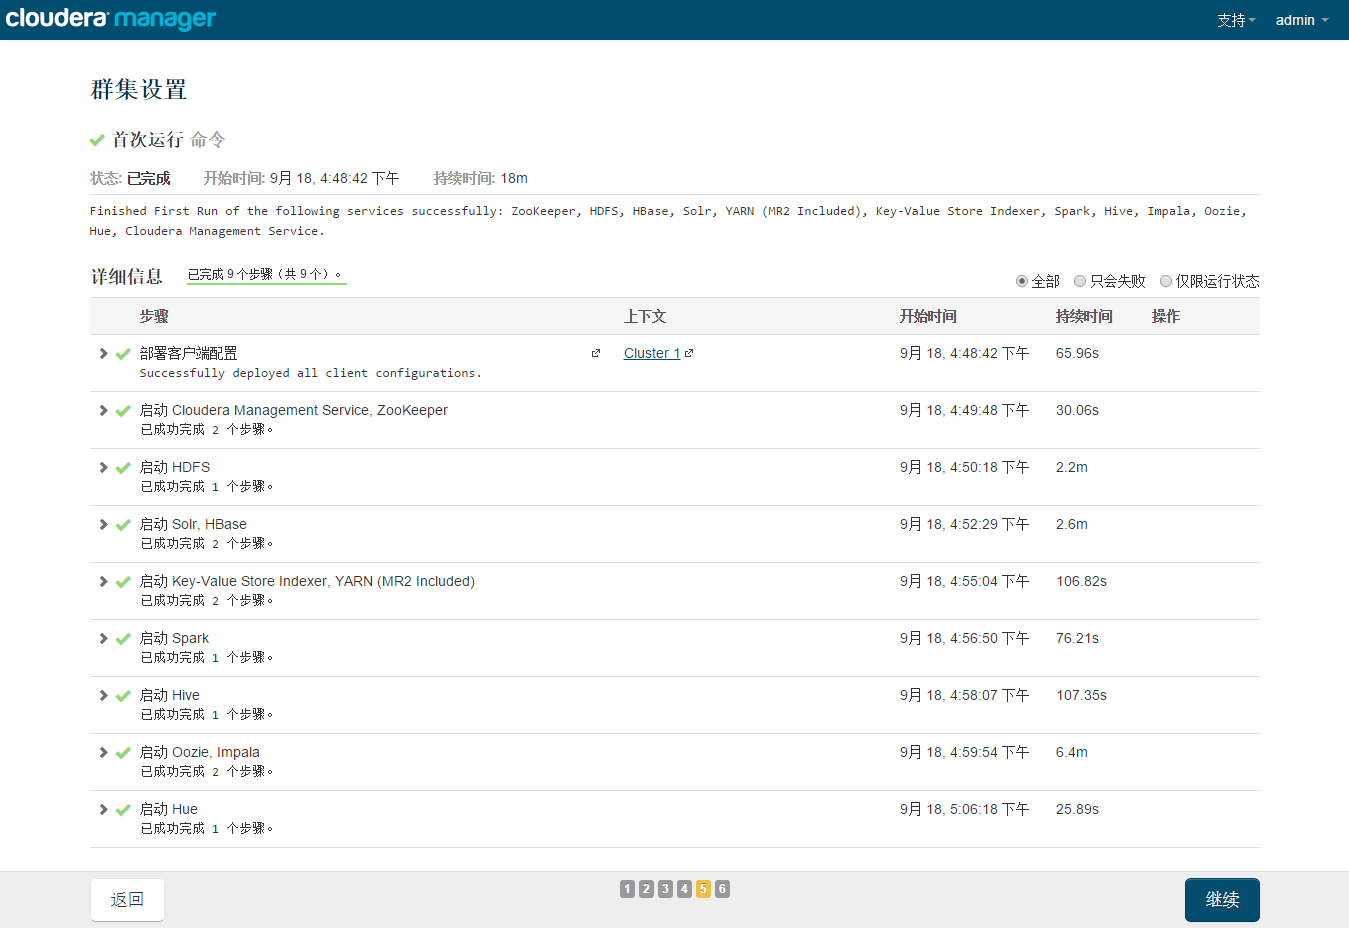 cloudera manager
支持 admin
群集设置
首次运行 命令
状态: 已完成 开始时间: 9月 18, 4:48:42 下午 持续时间: 18m
Finished First Run of the following services successfully: ZooKeeper, HDFS, HBase, Solr, YARN (MR2 Included), Key-Value Store Indexer, Spark, Hive, Impala, Oozie,
Hue, Cloudera Management Service.
详细信息 已完成 9 个步骤（共 9 个）。
全部 只会失败 仅限运行状态
步骤 上下文 开始时间 持续时间 操作
部署客户端配置 Cluster 1 9月 18, 4:48:42 下午 65.96s
Successfully deployed all client configurations.
启动 Cloudera Management Service, ZooKeeper 9月 18, 4:49:48 下午 30.06s
已成功完成 2 个步骤。
启动 HDFS 9月 18, 4:50:18 下午 2.2m
已成功完成 1 个步骤。
启动 Solr, HBase 9月 18, 4:52:29 下午 2.6m
已成功完成 2 个步骤。
启动 Key-Value Store Indexer, YARN (MR2 Included) 9月 18, 4:55:04 下午 106.82s
已成功完成 2 个步骤。
启动 Spark 9月 18, 4:56:50 下午 76.21s
已成功完成 1 个步骤。
启动 Hive 9月 18, 4:58:07 下午 107.35s
已成功完成 1 个步骤。
启动 Oozie, Impala 9月 18, 4:59:54 下午 6.4m
已成功完成 2 个步骤。
启动 Hue 9月 18, 5:06:18 下午 25.89s
已成功完成 1 个步骤。
返回 1 2 3 4 5 6 继续